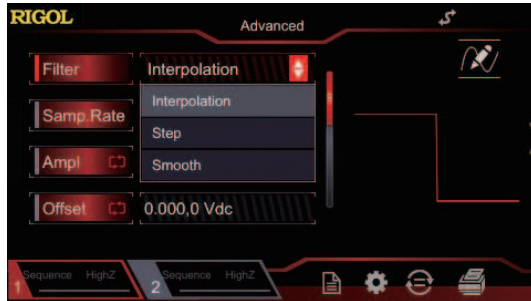 RIGOL
Advanced
Filter Interpolation
Interpolation
Samp.Rate
Step
Ampl
Smooth
Offset 0.000,0 Vdc
Sequence HighZ
1
Sequence HighZ
2